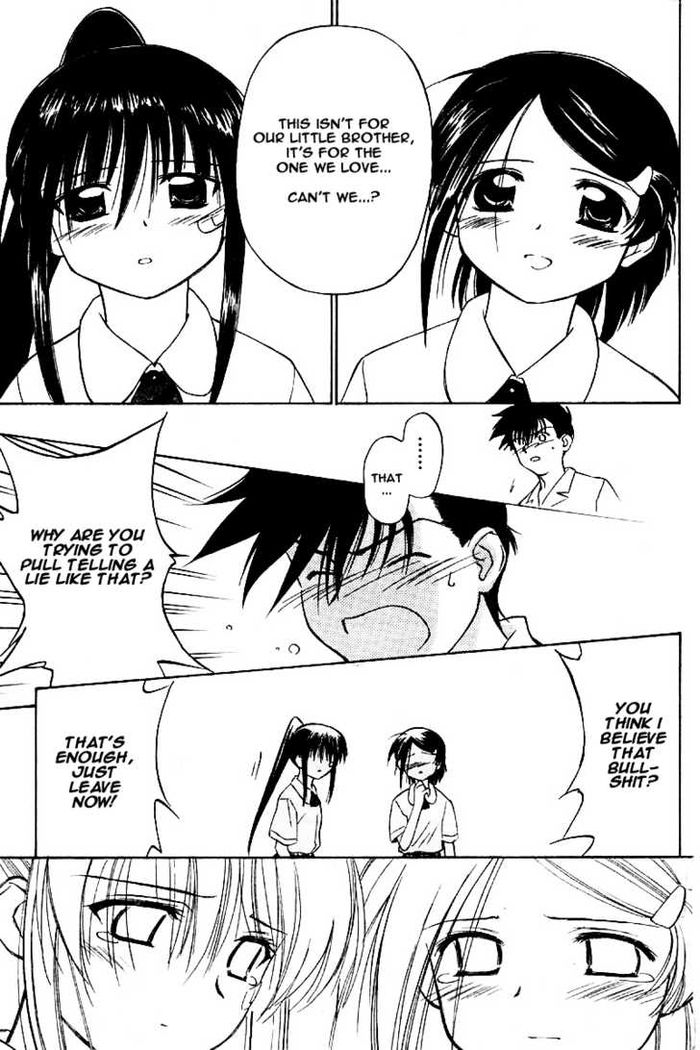 THIS ISN'T FOR
OUR LITTLE BROTHER,
IT'S FOR THE
ONE WE LOVE...
CAN'T WE...?
......
THAT
...
WHY ARE YOU
TRYING TO
PULL TELLING A
LIE LIKE THAT?
YOU
THINK I
BELIEVE
THAT
BULL-
SHIT?
THAT'S
ENOUGH,
JUST
LEAVE
NOW!